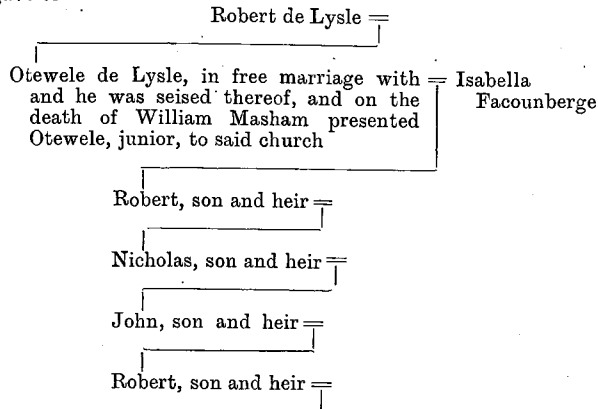 Robert de Lysle =
Otewele de Lysle, in free marriage with = Isabella
and he was seised thereof, and on the Facounberge
death of William Masham presented
Otewele, junior, to said church
Robert, son and heir =
Nicholas, son and heir =
John, son and heir =
Robert, son and heir =